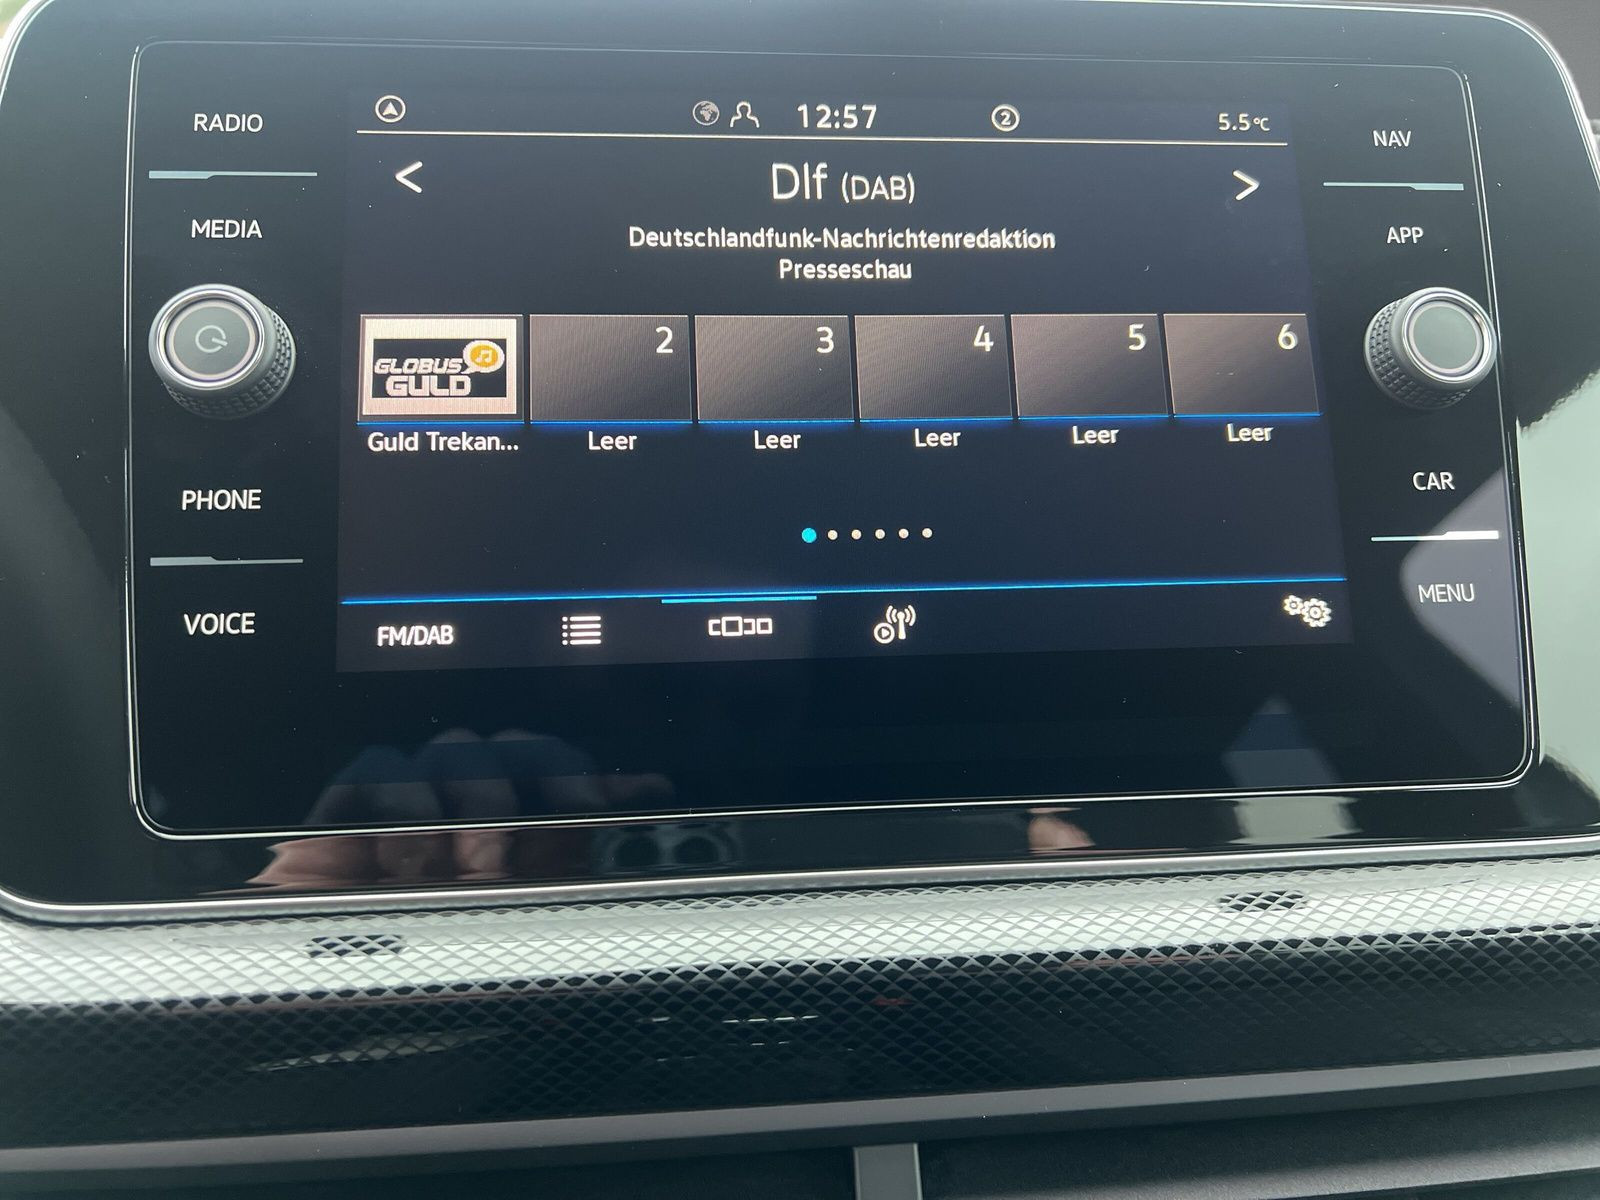 RADIO
MEDIA
PHONE
VOICE
12:57
2
5.5°C
< Dlf (DAB) >
Deutschlandfunk-Nachrichtenredaktion
Presseschau
GLOBUS
GULD
2
3
4
5
6
Guld Trekan...
Leer
Leer
Leer
Leer
Leer
FM/DAB
NAV
APP
CAR
MENU